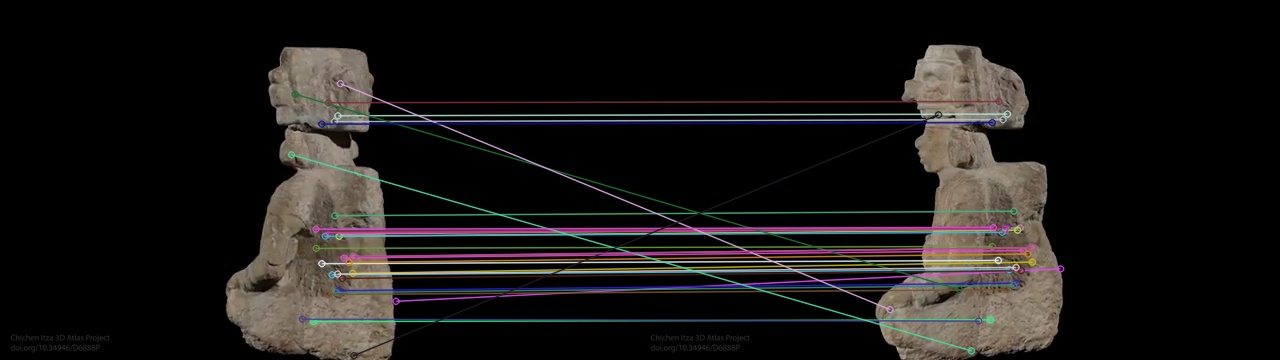 Chichen Itza 3D Atlas Project
doi.org/10.34946/D6B88P
Chichen Itza 3D Atlas Project
doi.org/10.34946/D6B88P